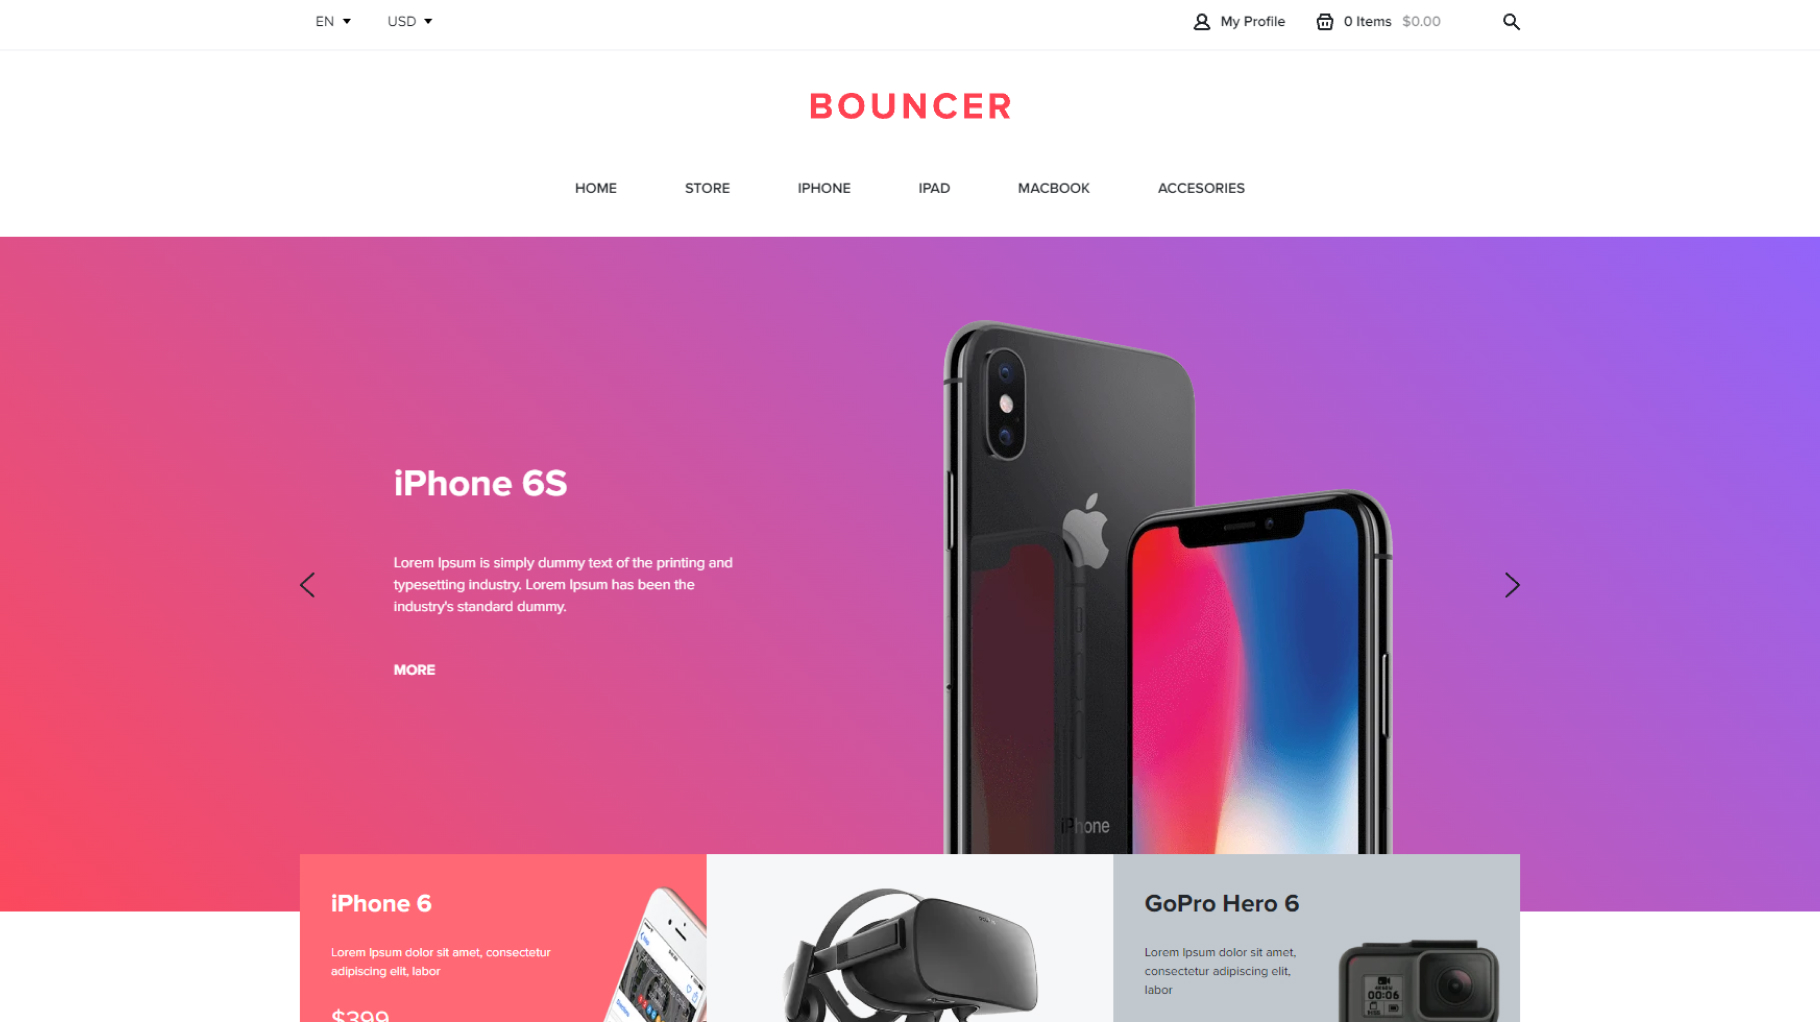 EN
USD
My Profile
0 Items $0.00
BOUNCER
HOME
STORE
IPHONE
IPAD
MACBOOK
ACCESORIES
iPhone 6S
Lorem Ipsum is simply dummy text of the printing and
typesetting industry. Lorem Ipsum has been the
industry's standard dummy.
MORE
iPhone
iPhone 6
Lorem Ipsum dolor sit amet, consectetur
adipiscing elit, labor
$399
GoPro Hero 6
Lorem Ipsum dolor sit amet,
consectetur adipiscing elit,
labor
00:06